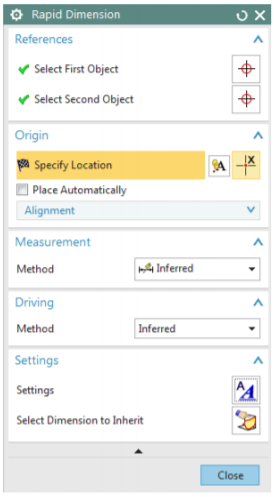 Rapid Dimension
References
Select First Object
Select Second Object
Origin
Specify Location
A
X
Place Automatically
Alignment
Measurement
Method Inferred
Driving
Method Inferred
Settings
Settings
A A
Select Dimension to Inherit
Close